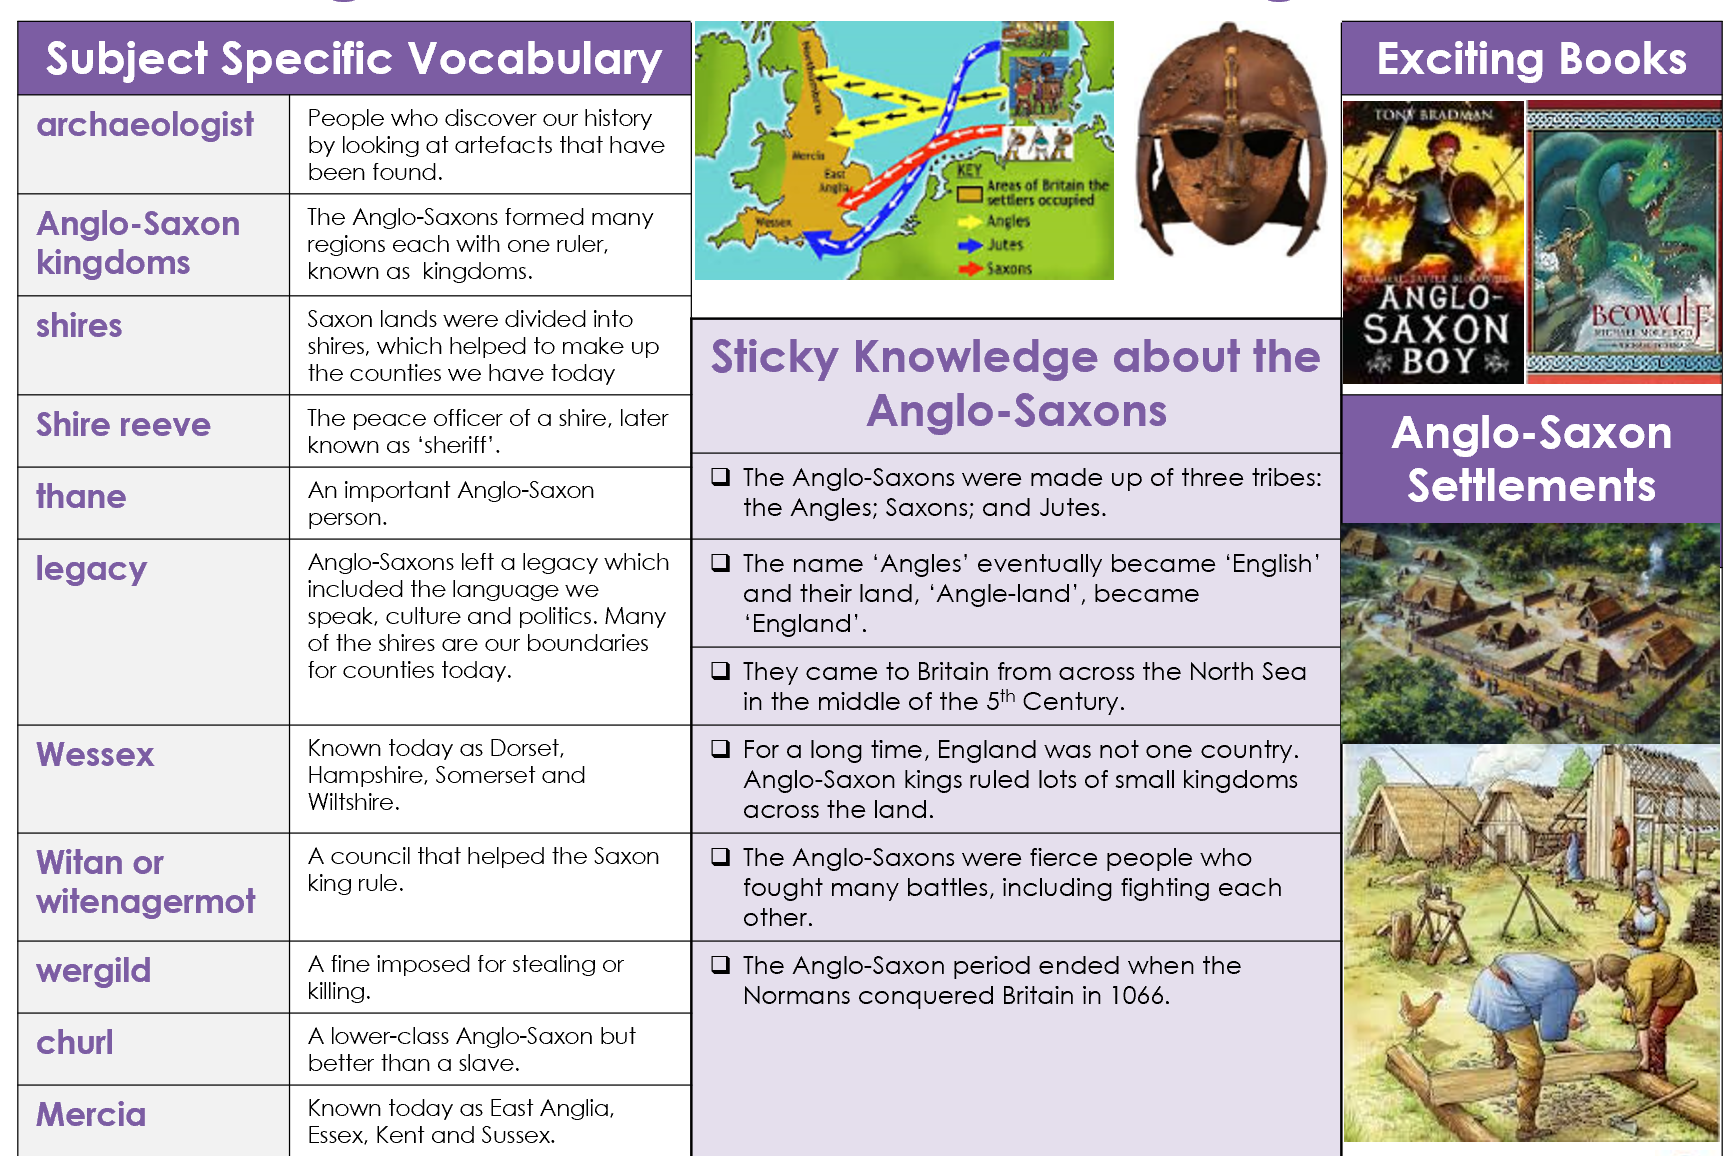 Subject Specific Vocabulary
archaeologist
People who discover our history
by looking at artefacts that have
been found.
Anglo-Saxon
kingdoms
The Anglo-Saxons formed many
regions each with one ruler,
known as  kingdoms.
shires
Saxon lands were divided into
shires, which helped to make up
the counties we have today
Shire reeve
The peace officer of a shire, later
known as ‘sheriff’.
thane
An important Anglo-Saxon
person.
legacy
Anglo-Saxons left a legacy which
included the language we
speak, culture and politics. Many
of the shires are our boundaries
for counties today.
Wessex
Known today as Dorset,
Hampshire, Somerset and
Wiltshire.
Witan or
witenagermot
A council that helped the Saxon
king rule.
wergild
A fine imposed for stealing or
killing.
churl
A lower-class Anglo-Saxon but
better than a slave.
Mercia
Known today as East Anglia,
Essex, Kent and Sussex.
Northumbria
Mercia
East
Anglia
Wessex
KEY
Areas of Britain the
settlers occupied
Angles
Jutes
Saxons
Sticky Knowledge about the
Anglo-Saxons
❑ The Anglo-Saxons were made up of three tribes:
the Angles; Saxons; and Jutes.
❑ The name ‘Angles’ eventually became ‘English’
and their land, ‘Angle-land’, became
‘England’.
❑ They came to Britain from across the North Sea
in the middle of the 5th Century.
❑ For a long time, England was not one country.
Anglo-Saxon kings ruled lots of small kingdoms
across the land.
❑ The Anglo-Saxons were fierce people who
fought many battles, including fighting each
other.
❑ The Anglo-Saxon period ended when the
Normans conquered Britain in 1066.
Exciting Books
TONY BRADMAN
ANGLO-
SAXON
BOY
BEOWULF
MICHAEL MORPURGO
Anglo-Saxon
Settlements